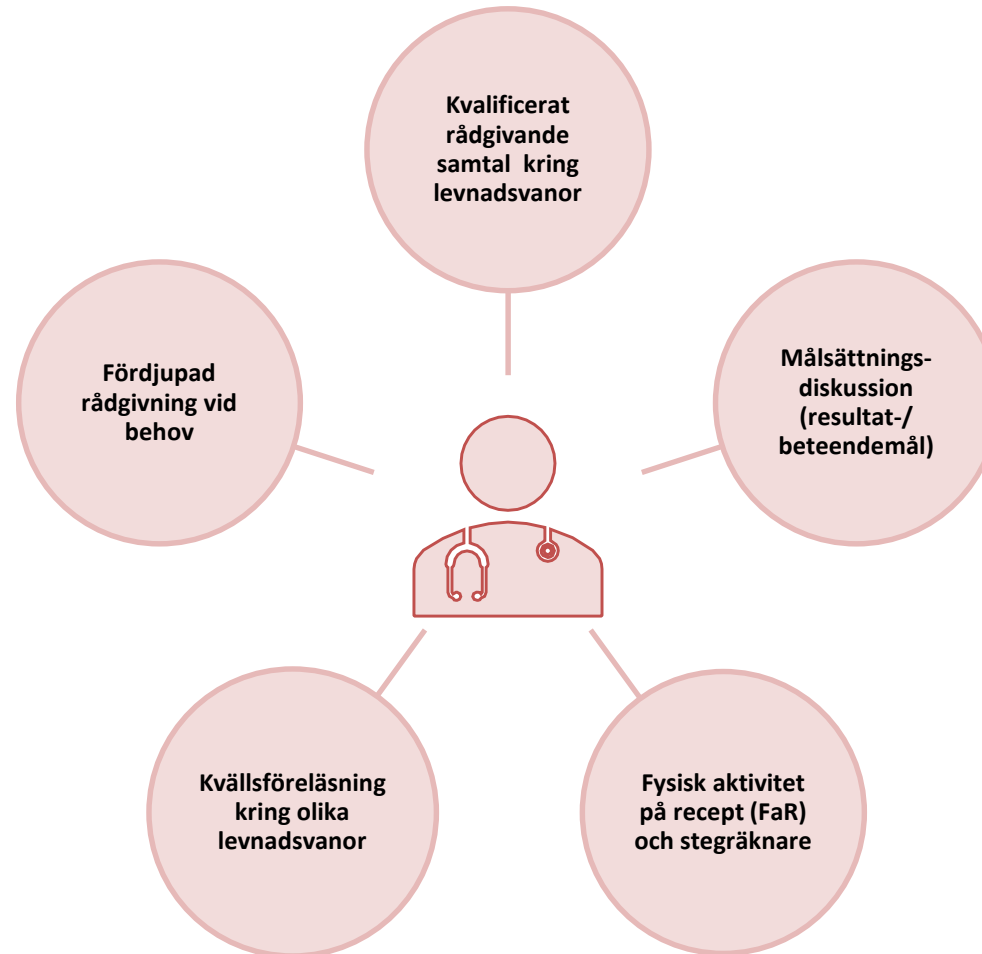 Kvalificerat
rådgivande
samtal  kring
levnadsvanor
Målsättnings-
diskussion
(resultat-/
beteendemål)
Fysisk aktivitet
på recept (FaR)
och stegräknare
Kvällsföreläsning
kring olika
levnadsvanor
Fördjupad
rådgivning vid
behov